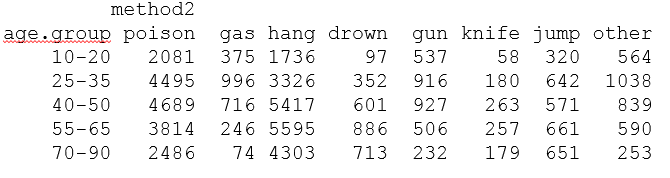 method2
age.group poison gas hang drown gun knife jump other
10-20 2081 375 1736 97 537 58 320 564
25-35 4495 996 3326 352 916 180 642 1038
40-50 4689 716 5417 601 927 263 571 839
55-65 3814 246 5595 886 506 257 661 590
70-90 2486 74 4303 713 232 179 651 253